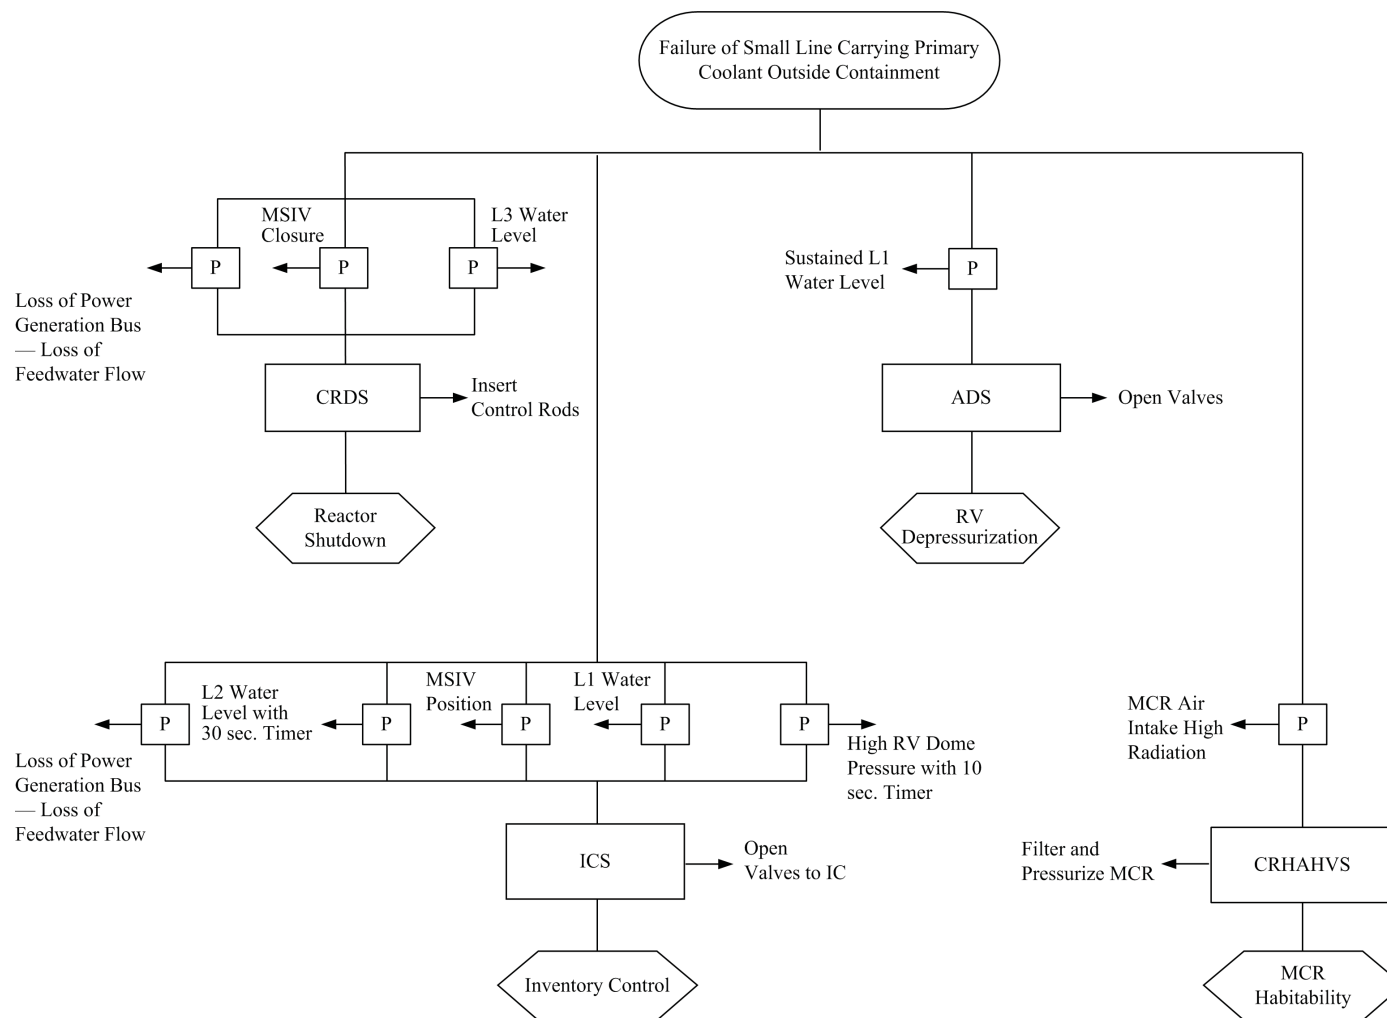 Failure of Small Line Carrying Primary
Coolant Outside Containment
MSIV
Closure
L3 Water
Level
P
P
P
Loss of Power
Generation Bus
— Loss of
Feedwater Flow
CRDS
Insert
Control Rods
Reactor
Shutdown
Sustained L1
Water Level
P
ADS
Open Valves
RV
Depressurization
L2 Water
Level with
30 sec. Timer
MSIV
Position
L1 Water
Level
P
P
P
P
P
Loss of Power
Generation Bus
— Loss of
Feedwater Flow
High RV Dome
Pressure with 10
sec. Timer
ICS
Open
Valves to IC
Inventory Control
MCR Air
Intake High
Radiation
P
Filter and
Pressurize MCR
CRHAHVS
MCR
Habitability